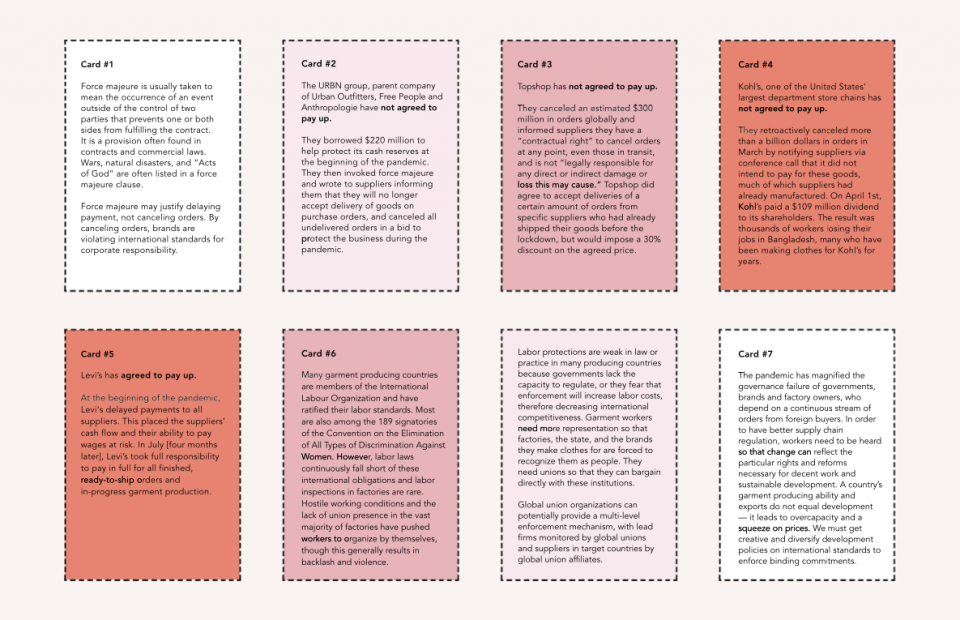 Card #1
Force majeure is usually taken to
mean the occurrence of an event
outside of the control of two
parties that prevents one or both
sides from fulfilling the contract.
It is a provision often found in
contracts and commercial laws.
Wars, natural disasters, and “Acts
of God” are often listed in a force
majeure clause.
Force majeure may justify delaying
payment, not canceling orders. By
canceling orders, brands are
violating international standards for
corporate responsibility.
Card #2
The URBN group, parent company
of Urban Outfitters, Free People and
Anthropologie have not agreed to
pay up.
They borrowed $220 million to
help protect its cash reserves at
the beginning of the pandemic.
They then invoked force majeure
and wrote to suppliers informing
them that they will no longer
accept delivery of goods on
purchase orders, and canceled all
undelivered orders in a bid to
protect the business during the
pandemic.
Card #3
Topshop has not agreed to pay up.
They canceled an estimated $300
million in orders globally and
informed suppliers they have a
“contractual right” to cancel orders
at any point, even those in transit,
and is not “legally responsible for
any direct or indirect damage or
loss this may cause.” Topshop did
agree to accept deliveries of a
certain amount of orders from
specific suppliers who had already
shipped their goods before the
lockdown, but would impose a 30%
discount on the agreed price.
Card #4
Kohl’s, one of the United States’
largest department store chains has
not agreed to pay up.
They retroactively canceled more
than a billion dollars in orders in
March by notifying suppliers via
conference call that it did not
intend to pay for these goods,
much of which suppliers had
already manufactured. On April 1st,
Kohl’s paid a $109 million dividend
to its shareholders. The result was
thousands of workers losing their
jobs in Bangladesh, many who have
been making clothes for Kohl’s for
years.
Card #5
Levi’s has agreed to pay up.
At the beginning of the pandemic,
Levi’s delayed payments to all
suppliers. This placed the suppliers’
cash flow and their ability to pay
wages at risk. In July [four months
later], Levi’s took full responsibility
to pay in full for all finished,
ready-to-ship orders and
in-progress garment production.
Card #6
Many garment producing countries
are members of the International
Labour Organization and have
ratified their labor standards. Most
are also among the 189 signatories
of the Convention on the Elimination
of All Types of Discrimination Against
Women. However, labor laws
continuously fall short of these
international obligations and labor
inspections in factories are rare.
Hostile working conditions and the
lack of union presence in the vast
majority of factories have pushed
workers to organize by themselves,
though this generally results in
backlash and violence.
Labor protections are weak in law or
practice in many producing countries
because governments lack the
capacity to regulate, or they fear that
enforcement will increase labor costs,
therefore decreasing international
competitiveness. Garment workers
need more representation so that
factories, the state, and the brands
they make clothes for are forced to
recognize them as people. They
need unions so that they can bargain
directly with these institutions.
Global union organizations can
potentially provide a multi-level
enforcement mechanism, with lead
firms monitored by global unions
and suppliers in target countries by
global union affiliates.
Card #7
The pandemic has magnified the
governance failure of governments,
brands and factory owners, who
depend on a continuous stream of
orders from foreign buyers. In order
to have better supply chain
regulation, workers need to be heard
so that change can reflect the
particular rights and reforms
necessary for decent work and
sustainable development. A country’s
garment producing ability and
exports do not equal development
— it leads to overcapacity and a
squeeze on prices. We must get
creative and diversify development
policies on international standards to
enforce binding commitments.